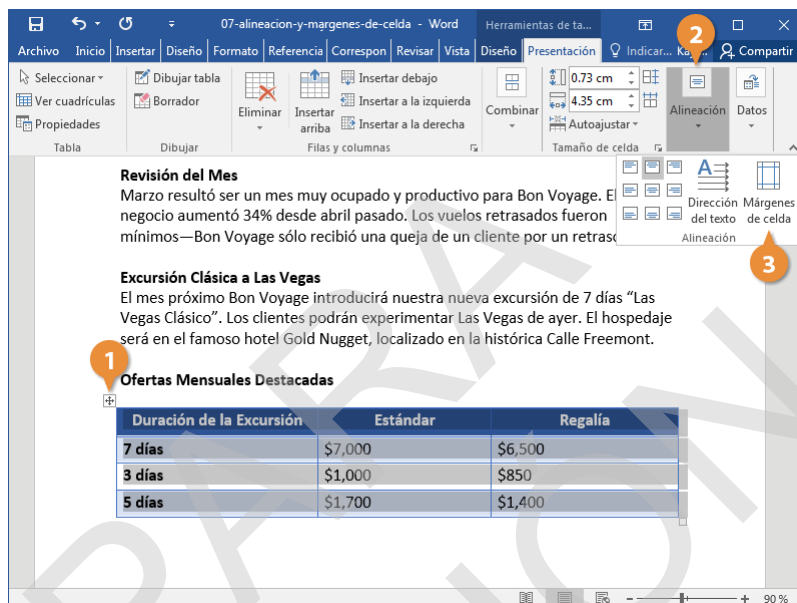 07-alineacion-y-margenes-de-celda - Word
Herramientas de ta...
2
Archivo Inicio Insertar Diseño Formato Referencia Correspon Revisar Vista Diseño Presentación Indicar... Compartir
Seleccionar
Ver cuadrículas
Propiedades
Tabla
Dibujar tabla
Borrador
Dibujar
Eliminar
Insertar
arriba
Insertar debajo
Insertar a la izquierda
Insertar a la derecha
Filas y columnas
Combinar
0.73 cm
4.35 cm
Autoajustar
Tamaño de celda
Alineación
Datos
Dirección
del texto
Márgenes
de celda
Alineación
3
Revisión del Mes
Marzo resultó ser un mes muy ocupado y productivo para Bon Voyage.
negocio aumentó 34% desde abril pasado. Los vuelos retrasados fueron
mínimos—Bon Voyage sólo recibió una queja de un cliente por un
Excursión Clásica a Las Vegas
El mes próximo Bon Voyage introducirá nuestra nueva excursión de 7 días “Las
Vegas Clásico”. Los clientes podrán experimentar Las Vegas de ayer. El hospedaje
será en el famoso hotel Gold Nugget, localizado en la histórica Calle Freemont.
1
Ofertas Mensuales Destacadas
Duración de la Excursión Estándar Regalía
7 días $7,000 $6,500
3 días $1,000 $850
5 días $1,700 $1,400
90 %